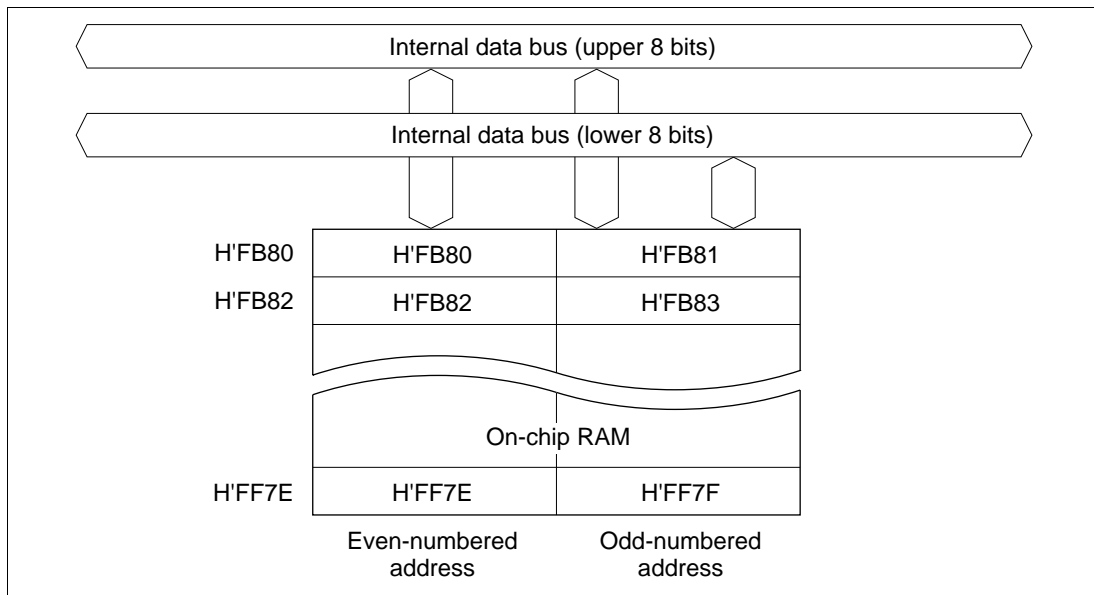 Internal data bus (upper 8 bits)
Internal data bus (lower 8 bits)
H'FB80 H'FB80 H'FB81
H'FB82 H'FB82 H'FB83
On-chip RAM
H'FF7E H'FF7E H'FF7F
Even-numbered address
Odd-numbered address